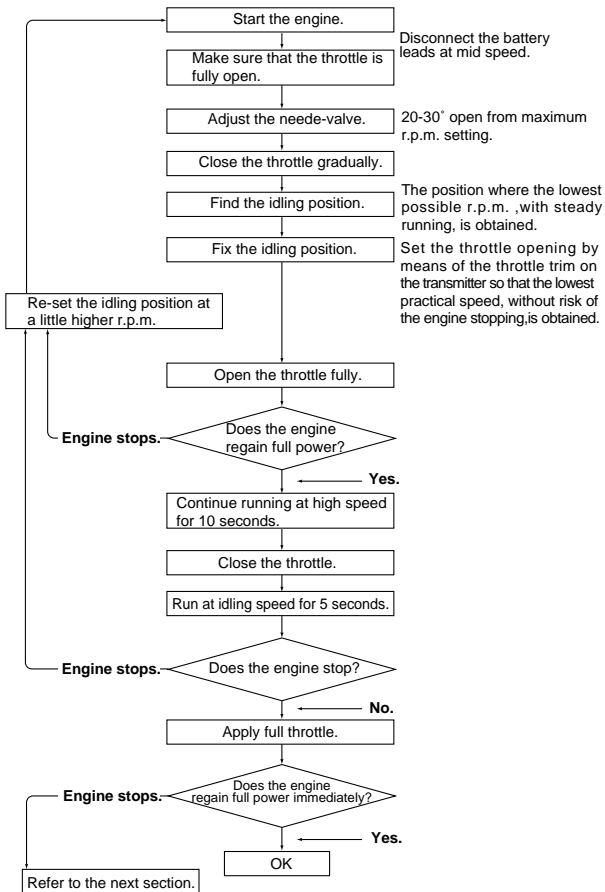 Start the engine.
Disconnect the battery
leads at mid speed.
Make sure that the throttle is
fully open.
Adjust the neede-valve.
20-30˚ open from maximum
r.p.m. setting.
Close the throttle gradually.
Find the idling position.
The position where the lowest
possible r.p.m. ,with steady
running, is obtained.
Fix the idling position.
Set the throttle opening by
means of the throttle trim on
the transmitter so that the lowest
practical speed, without risk of
the engine stopping,is obtained.
Re-set the idling position at
a little higher r.p.m.
Open the throttle fully.
Does the engine
regain full power?
Engine stops.
Yes.
Continue running at high speed
for 10 seconds.
Close the throttle.
Run at idling speed for 5 seconds.
Does the engine stop?
Engine stops.
No.
Apply full throttle.
Does the engine
regain full power immediately?
Engine stops.
Yes.
OK
Refer to the next section.